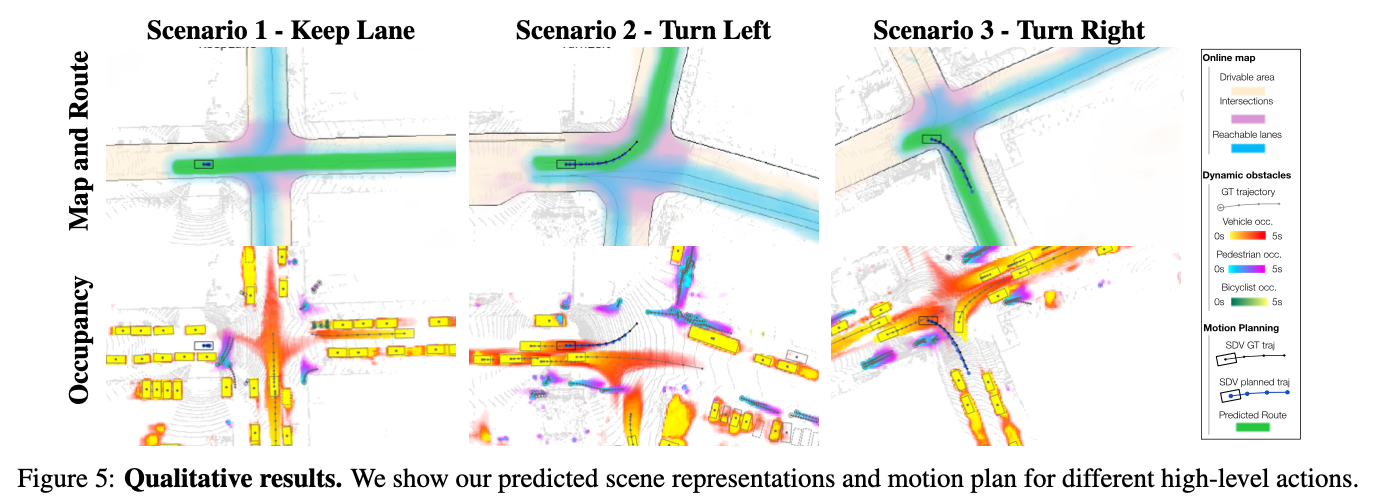 Scenario 1 - Keep Lane
Scenario 2 - Turn Left
Scenario 3 - Turn Right
Map and Route
Occupancy
Online map
Drivable area
Intersections
Reachable lanes
Dynamic obstacles
GT trajectory
Vehicle occ.
0s 5s
Pedestrian occ.
0s 5s
Bicyclist occ.
0s 5s
Motion Planning
SDV GT traj
SDV planned traj
Predicted Route
Figure 5: Qualitative results. We show our predicted scene representations and motion plan for different high-level actions.